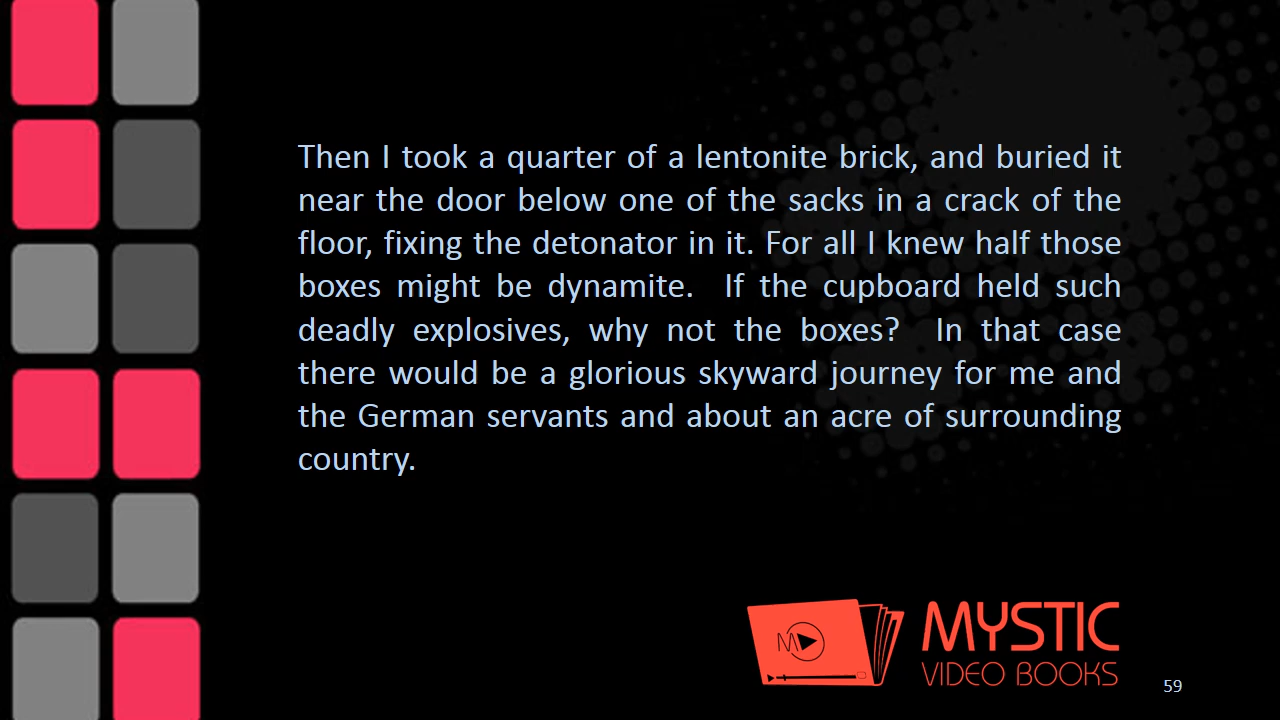 Then I took a quarter of a lentonite brick, and buried it
near the door below one of the sacks in a crack of the
floor, fixing the detonator in it. For all I knew half those
boxes might be dynamite.  If the cupboard held such
deadly explosives, why not the boxes?  In that case
there would be a glorious skyward journey for me and
the German servants and about an acre of surrounding
country.
M
MYSTIC
VIDEO BOOKS
59